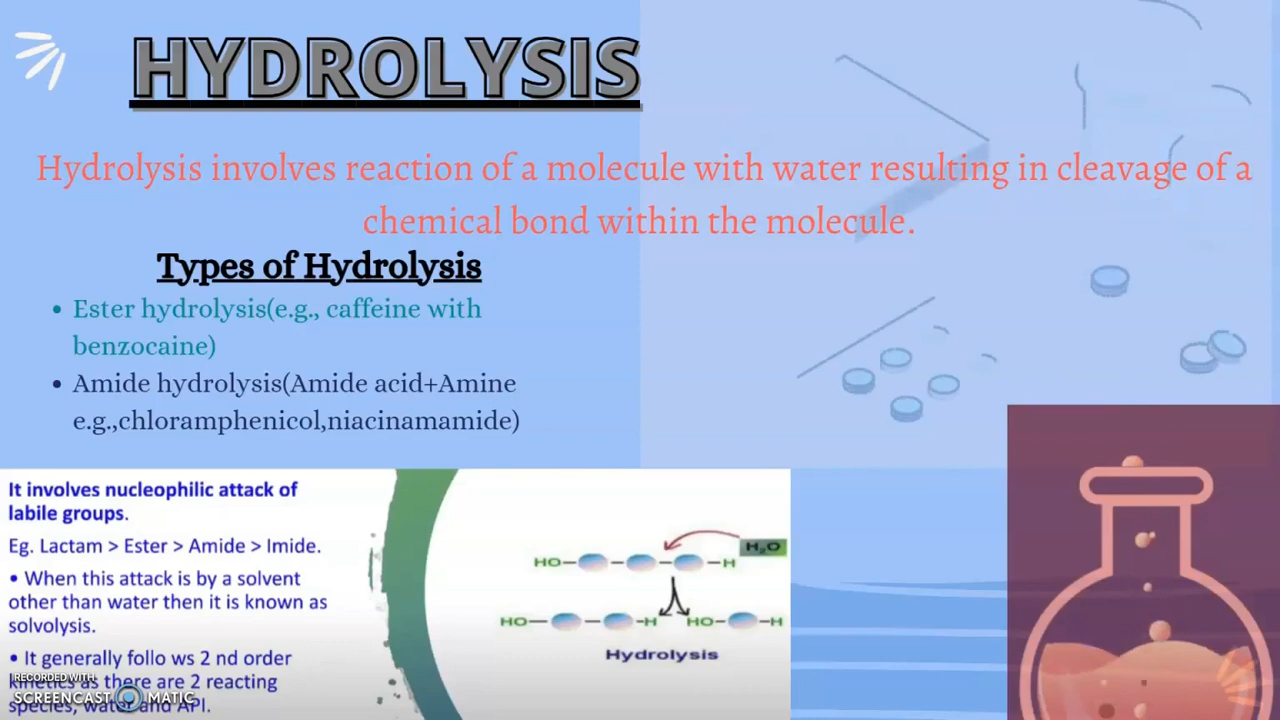 HYDROLYSIS
Hydrolysis involves reaction of a molecule with water resulting in cleavage of a
chemical bond within the molecule.
Types of Hydrolysis
• Ester hydrolysis(e.g., caffeine with
benzocaine)
• Amide hydrolysis(Amide acid+Amine
e.g.,chloramphenicol,niacinamamide)
It involves nucleophilic attack of
labile groups.
Eg. Lactam > Ester > Amide > Imide.
• When this attack is by a solvent
other than water then it is known as
solvolysis.
• It generally follo ws 2 nd order
kinetics as there are 2 reacting
species, water and API.
H₂O
HO H
HO H HO H
Hydrolysis
RECORDED WITH
SCREENCAST MATIC